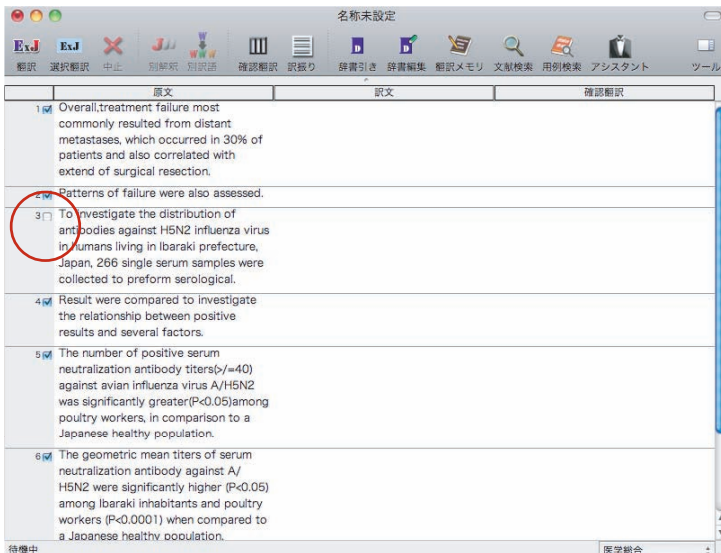 名称未設定
翻訳 選択翻訳 中止 別解釈 別訳語 確認翻訳 訳振り 辞書引き 辞書編集 翻訳メモリ 文献検索 用例検索 アシスタント ツール
原文 訳文 確認翻訳
1 Overall,treatment failure most
commonly resulted from distant
metastases, which occurred in 30% of
patients and also correlated with
extend of surgical resection.
2 Patterns of failure were also assessed.
3 To investigate the distribution of
antibodies against H5N2 influenza virus
in humans living in Ibaraki prefecture,
Japan, 266 single serum samples were
collected to preform serological.
4 Result were compared to investigate
the relationship between positive
results and several factors.
5 The number of positive serum
neutralization antibody titers(>/=40)
against avian influenza virus A/H5N2
was significantly greater(P<0.05)among
poultry workers, in comparison to a
Japanese healthy population.
6 The geometric mean titers of serum
neutralization antibody against A/
H5N2 were significantly higher (P<0.05)
among Ibaraki inhabitants and poultry
workers (P<0.0001) when compared to
a Japanese healthy population.
待機中 医学総合